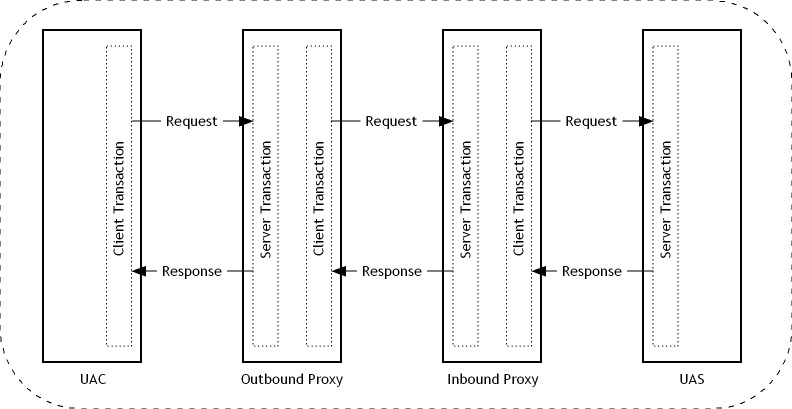 Request
Request
Request
Client Transaction
Server Transaction
Client Transaction
Server Transaction
Client Transaction
Server Transaction
Response
Response
Response
UAC
Outbound Proxy
Inbound Proxy
UAS